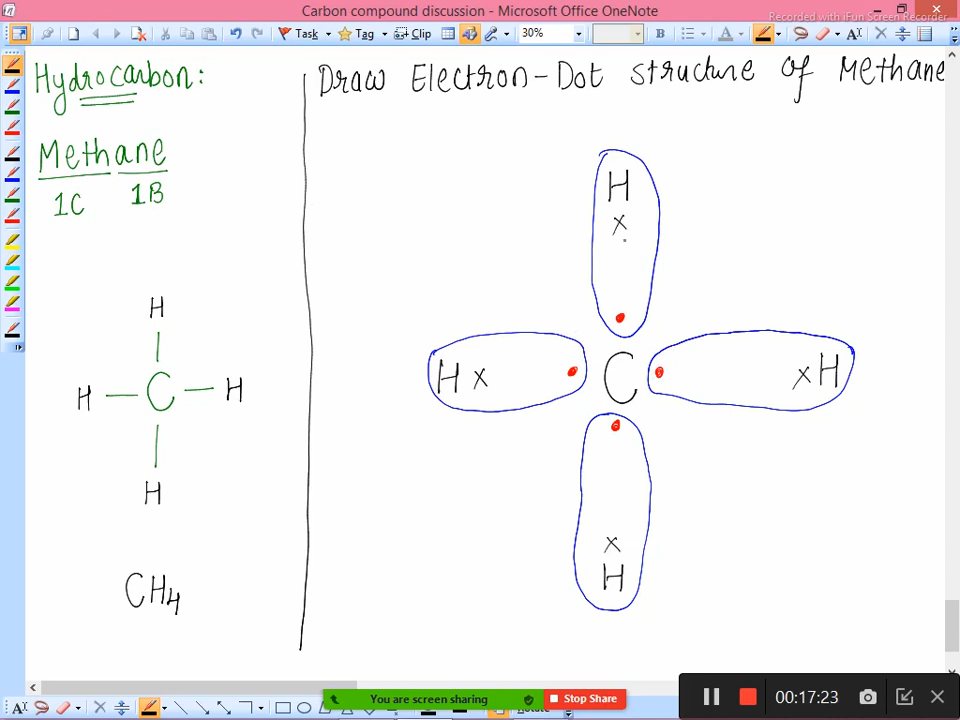 Carbon compound discussion - Microsoft Office OneNote
Recorded with iFun Screen Recorder
Task
Tag
Clip
30%
B
A
Hydrocarbon:
Draw Electron-Dot structure of Methane
Methane
1C 1B
H
H C H
H
CH4
H
x
H x C x H
x
H
You are screen sharing
Stop Share
00:17:23